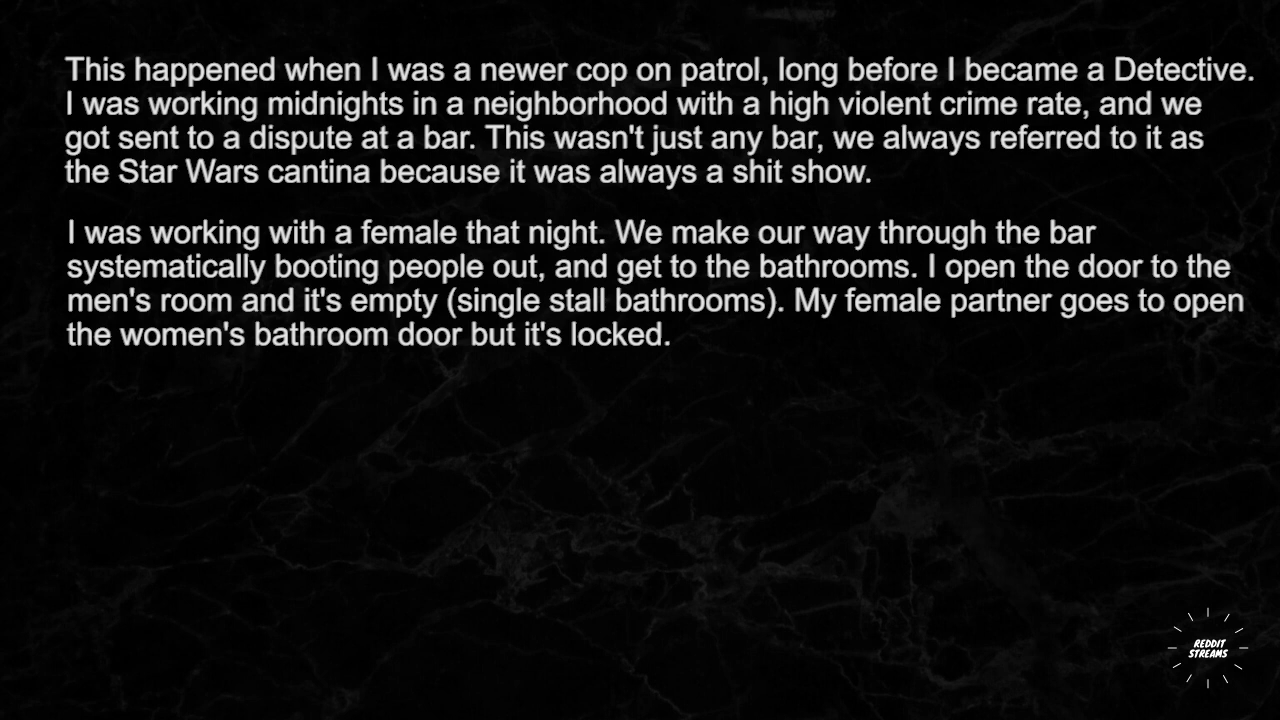 This happened when I was a newer cop on patrol, long before I became a Detective.
I was working midnights in a neighborhood with a high violent crime rate, and we
got sent to a dispute at a bar. This wasn't just any bar, we always referred to it as
the Star Wars cantina because it was always a shit show.
I was working with a female that night. We make our way through the bar
systematically booting people out, and get to the bathrooms. I open the door to the
men's room and it's empty (single stall bathrooms). My female partner goes to open
the women's bathroom door but it's locked.
REDDIT
STREAMS